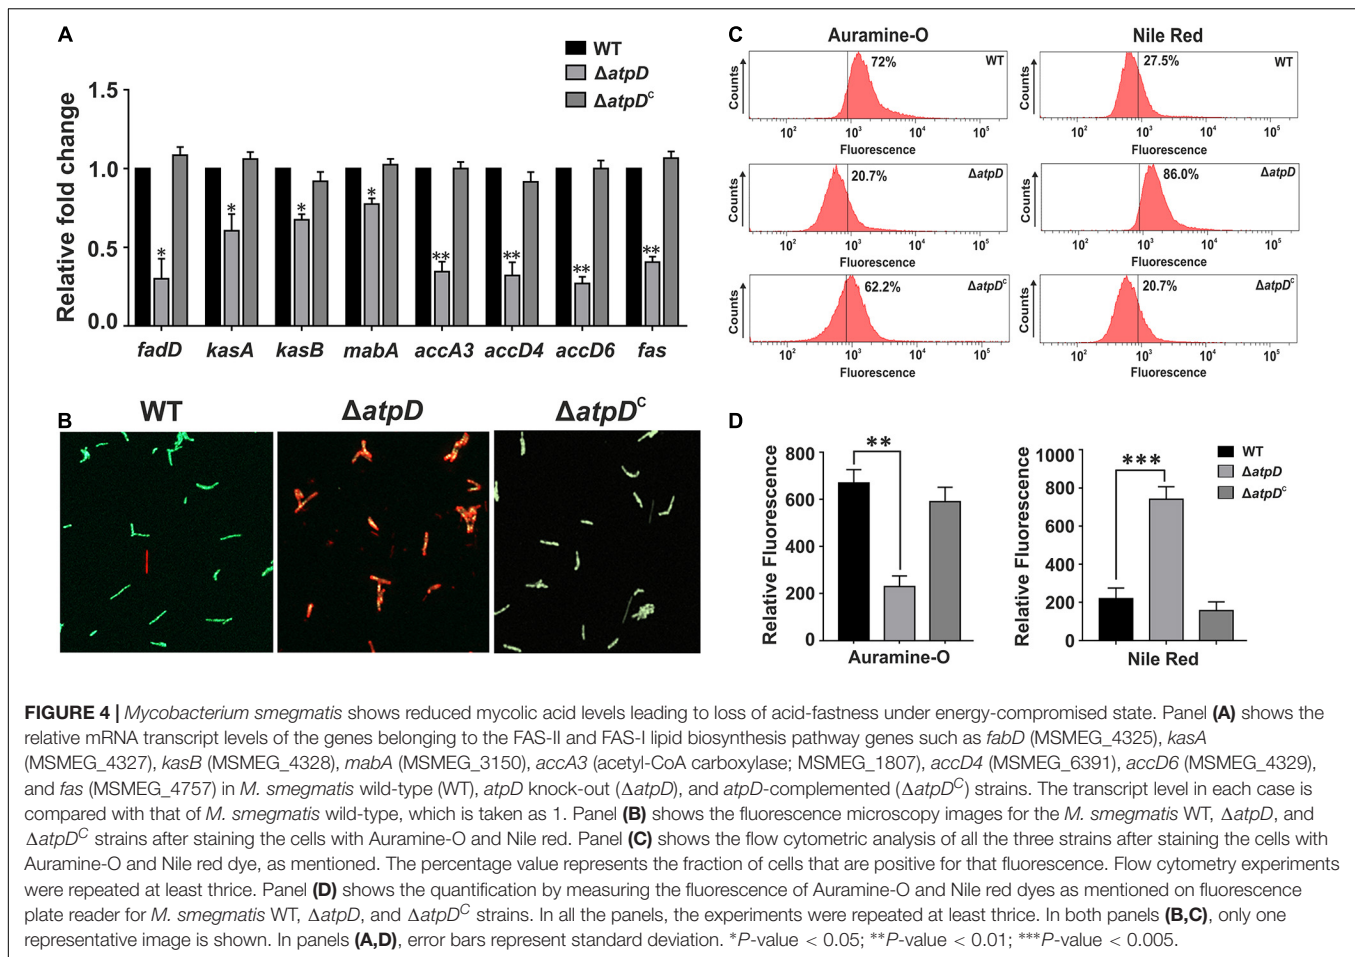 A
WT
ΔatpD
ΔatpDᶜ
Relative fold change
1.5
1.0
0.5
0.0
* * * * ** ** ** **
fadD kasA kasB mabA accA3 accD4 accD6 fas
B
WT ΔatpD ΔatpDᶜ
C
Auramine-O Nile Red
Counts 72% WT
10² 10³ 10⁴ 10⁵
Fluorescence
Counts 27.5% WT
10² 10³ 10⁴ 10⁵
Fluorescence
Counts 20.7% ΔatpD
10² 10³ 10⁴ 10⁵
Fluorescence
Counts 86.0% ΔatpD
10² 10³ 10⁴ 10⁵
Fluorescence
Counts 62.2% ΔatpDᶜ
10² 10³ 10⁴ 10⁵
Fluorescence
Counts 20.7% ΔatpDᶜ
10² 10³ 10⁴ 10⁵
Fluorescence
D
Relative Fluorescence
800
600
400
200
0
**
Auramine-O
Relative Fluorescence
1000
800
600
400
200
0
***
Nile Red
WT
ΔatpD
ΔatpDᶜ
FIGURE 4 | Mycobacterium smegmatis shows reduced mycolic acid levels leading to loss of acid-fastness under energy-compromised state. Panel (A) shows the
relative mRNA transcript levels of the genes belonging to the FAS-II and FAS-I lipid biosynthesis pathway genes such as fabD (MSMEG_4325), kasA
(MSMEG_4327), kasB (MSMEG_4328), mabA (MSMEG_3150), accA3 (acetyl-CoA carboxylase; MSMEG_1807), accD4 (MSMEG_6391), accD6 (MSMEG_4329),
and fas (MSMEG_4757) in M. smegmatis wild-type (WT), atpD knock-out (ΔatpD), and atpD-complemented (ΔatpDᶜ) strains. The transcript level in each case is
compared with that of M. smegmatis wild-type, which is taken as 1. Panel (B) shows the fluorescence microscopy images for the M. smegmatis WT, ΔatpD, and
ΔatpDᶜ strains after staining the cells with Auramine-O and Nile red. Panel (C) shows the flow cytometric analysis of all the three strains after staining the cells with
Auramine-O and Nile red dye, as mentioned. The percentage value represents the fraction of cells that are positive for that fluorescence. Flow cytometry experiments
were repeated at least thrice. Panel (D) shows the quantification by measuring the fluorescence of Auramine-O and Nile red dyes as mentioned on fluorescence
plate reader for M. smegmatis WT, ΔatpD, and ΔatpDᶜ strains. In all the panels, the experiments were repeated at least thrice. In both panels (B,C), only one
representative image is shown. In panels (A,D), error bars represent standard deviation. *P-value < 0.05; **P-value < 0.01; ***P-value < 0.005.